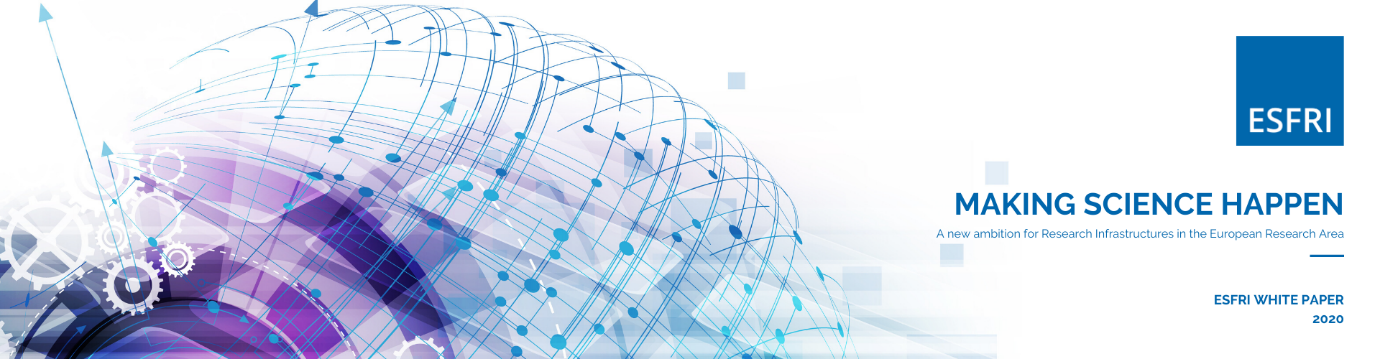 ESFRI
MAKING SCIENCE HAPPEN
A new ambition for Research Infrastructures in the European Research Area
ESFRI WHITE PAPER
2020